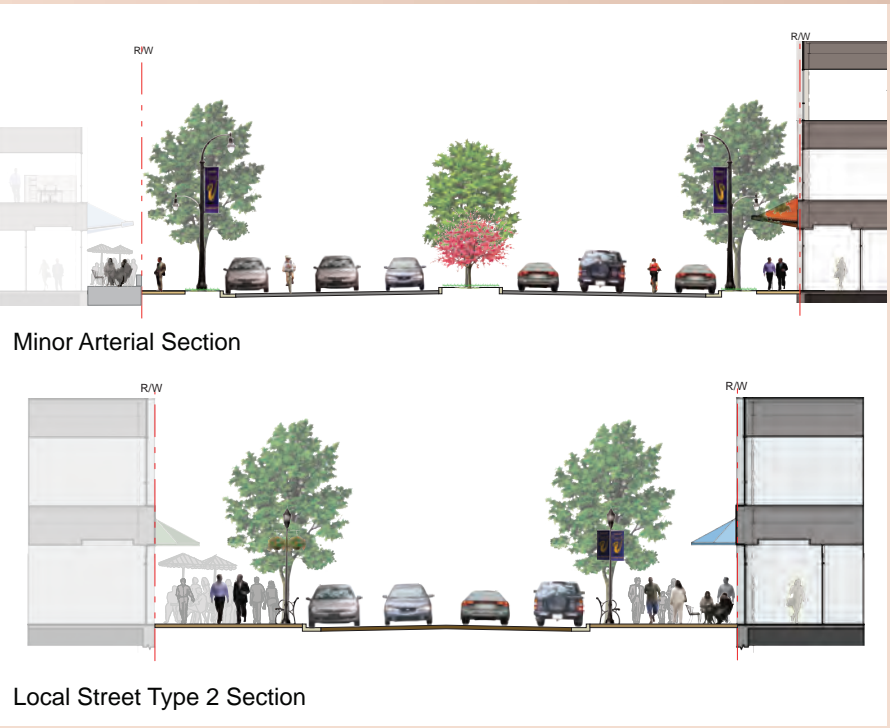 R/W
R/W
Minor Arterial Section
R/W
R/W
Local Street Type 2 Section